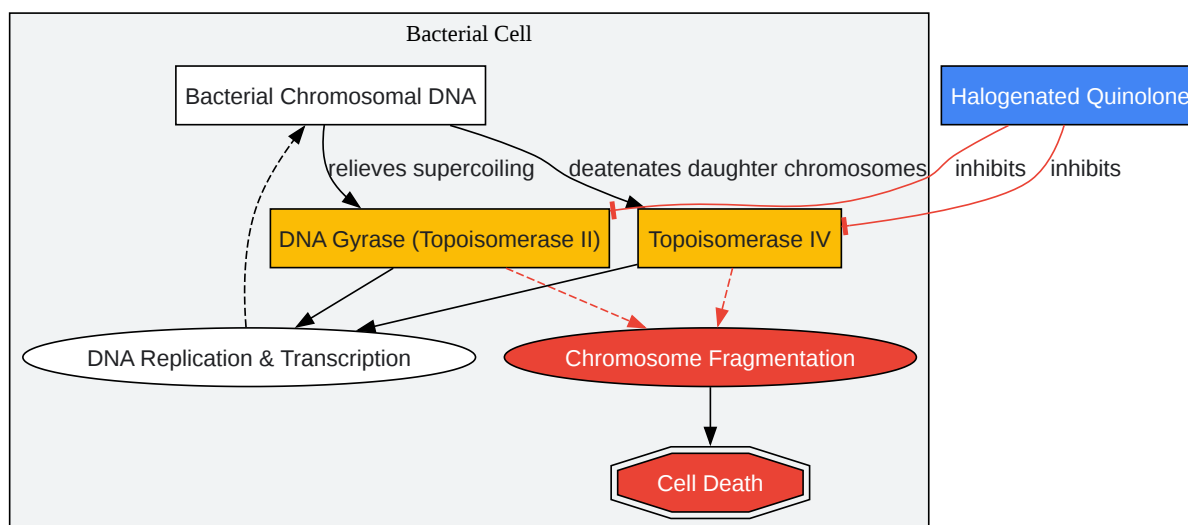 Bacterial Cell
Bacterial Chromosomal DNA
Halogenated Quinolone
relieves supercoiling
deatenates daughter chromosomes
inhibits
inhibits
DNA Gyrase (Topoisomerase II)
Topoisomerase IV
DNA Replication & Transcription
Chromosome Fragmentation
Cell Death